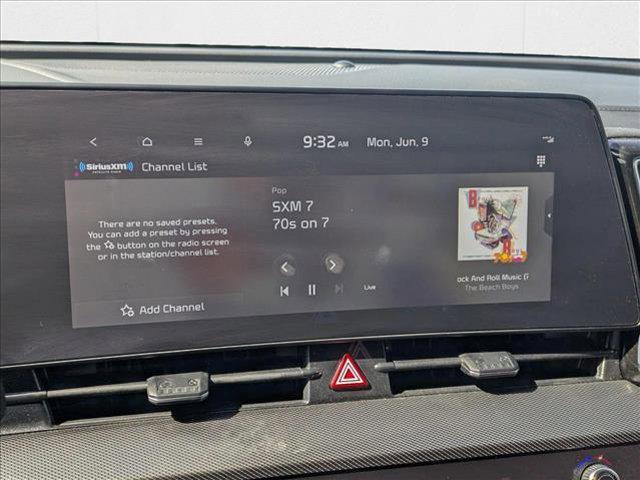 9:32 AM Mon, Jun. 9
((SiriusXM)) Channel List
SATELLITE RADIO
Pop
SXM 7
70s on 7
There are no saved presets.
You can add a preset by pressing
the button on the radio screen
or in the station/channel list.
Live
ock And Roll Music (
The Beach Boys
Add Channel